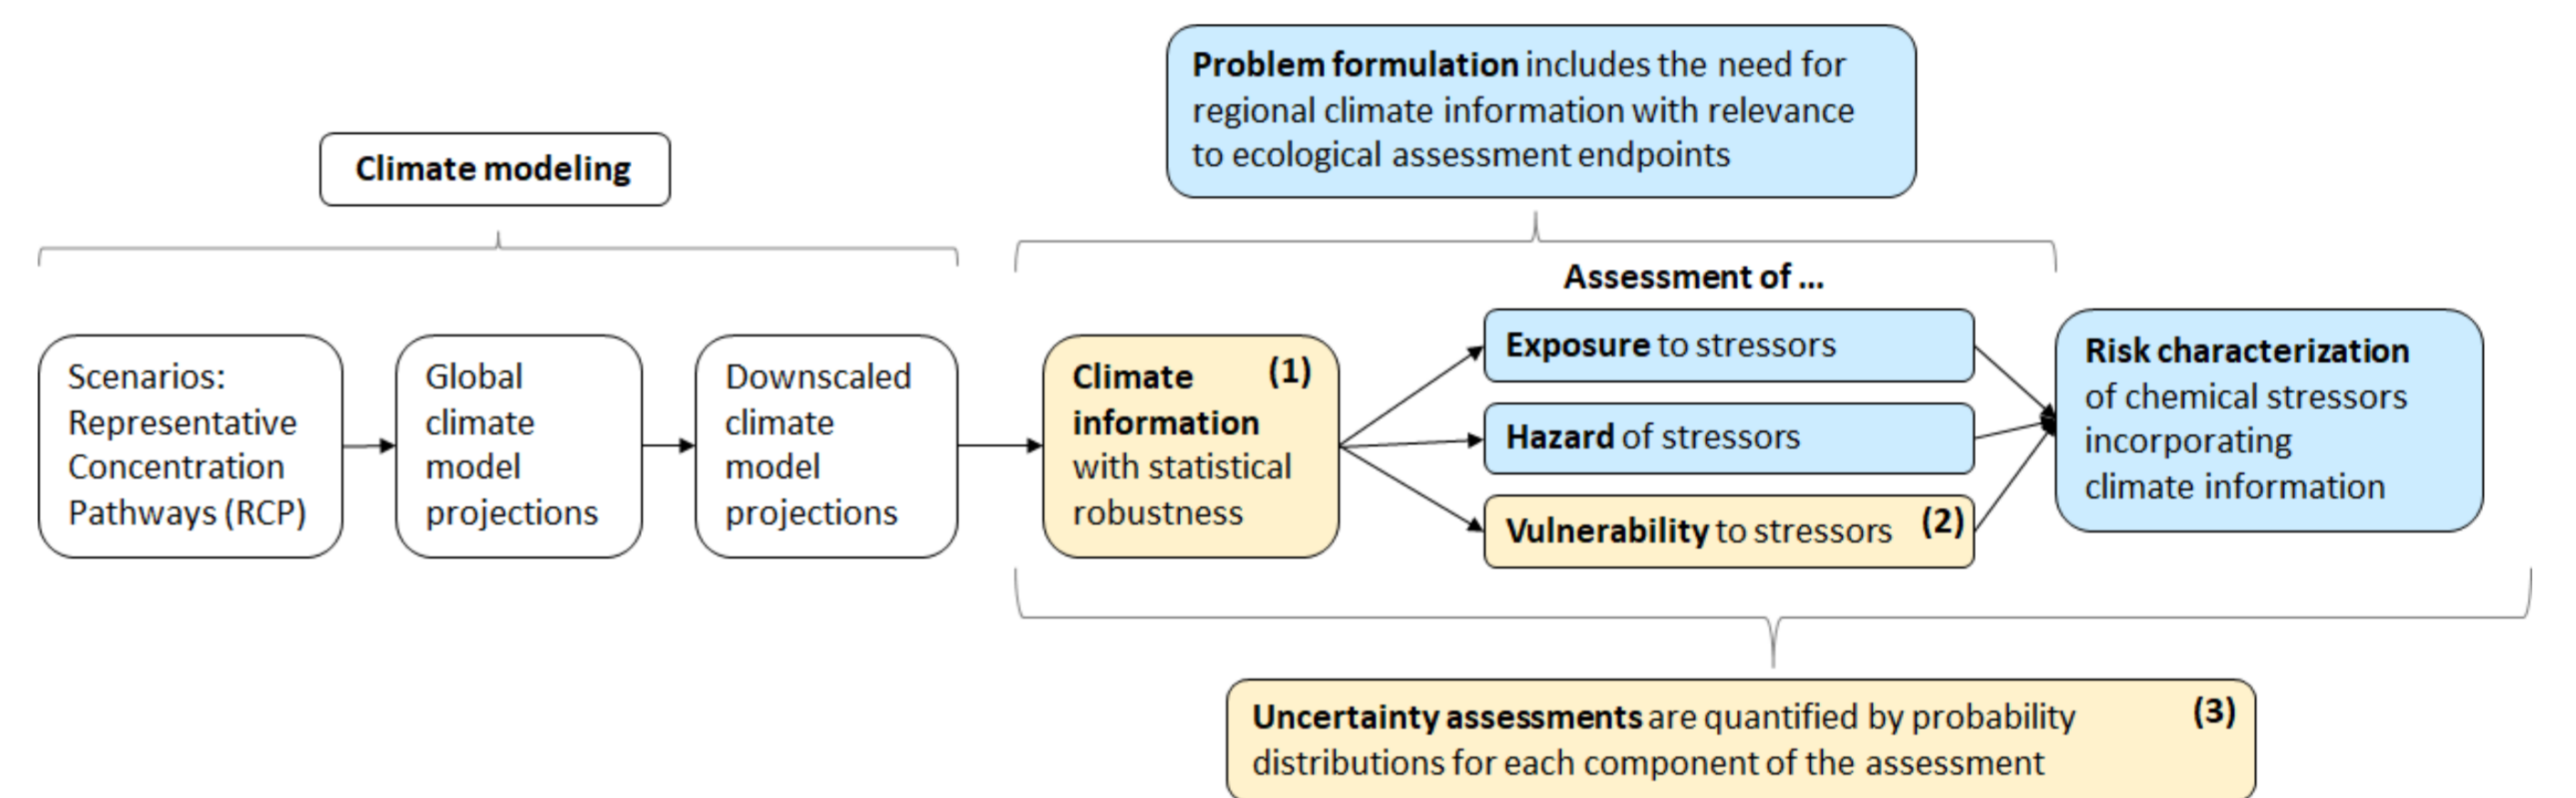 Problem formulation includes the need for
regional climate information with relevance
to ecological assessment endpoints
Climate modeling
Assessment of ...
Scenarios:
Representative
Concentration
Pathways (RCP)
Global
climate
model
projections
Downscaled
climate
model
projections
Climate (1)
information
with statistical
robustness
Exposure to stressors
Hazard of stressors
Vulnerability to stressors (2)
Risk characterization
of chemical stressors
incorporating
climate information
Uncertainty assessments are quantified by probability (3)
distributions for each component of the assessment